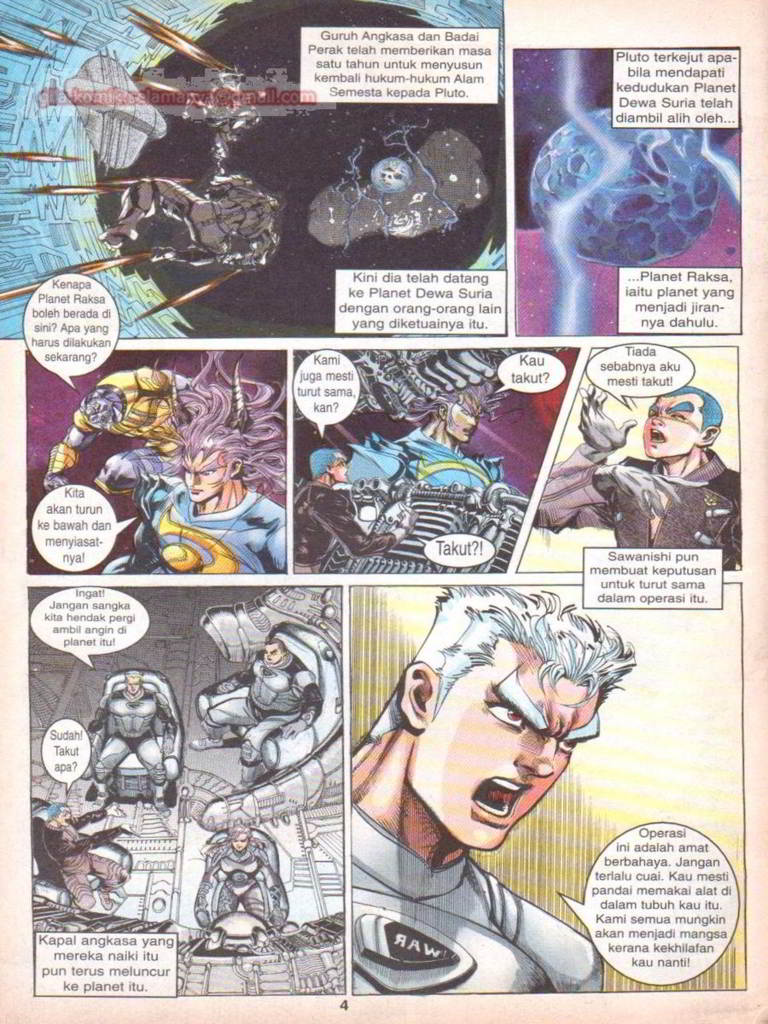 Guruh Angkasa dan Badai
Perak telah memberikan masa
satu tahun untuk menyusun
kembali hukum-hukum Alam
Semesta kepada Pluto.
gila-komik-selamanya@gmail.com
Kini dia telah datang
ke Planet Dewa Suria
dengan orang-orang lain
yang diketuainya itu.
Pluto terkejut apa-
bila mendapati
kedudukan Planet
Dewa Suria telah
diambil alih oleh...
...Planet Raksa,
iaitu planet yang
menjadi jiran-
nya dahulu.
Kenapa
Planet Raksa
boleh berada di
sini? Apa yang
harus dilakukan
sekarang?
Kita
akan turun
ke bawah dan
menyiasat-
nya!
Kami
juga mesti
turut sama,
kan?
Kau
takut?
Takut?!
Tiada
sebabnya aku
mesti takut!
Sawanishi pun
membuat keputusan
untuk turut sama
dalam operasi itu.
Ingat!
Jangan sangka
kita hendak pergi
ambil angin di
planet itu!
Sudah!
Takut
apa?
Kapal angkasa yang
mereka naiki itu
pun terus meluncur
ke planet itu.
Operasi
ini adalah amat
berbahaya. Jangan
terlalu cuai. Kau mesti
pandai memakai alat di
dalam tubuh kau itu.
Kami semua mungkin
akan menjadi mangsa
kerana kekhilafan
kau nanti!
WAR
4